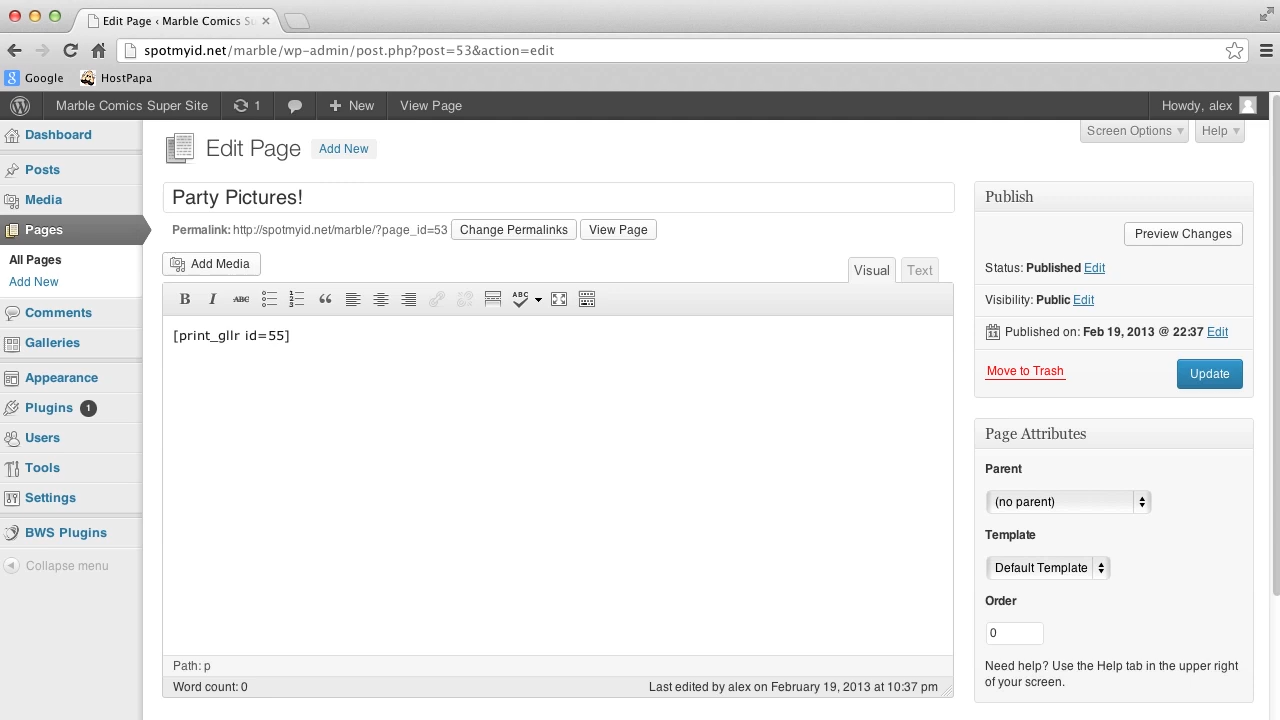 Edit Page ‹ Marble Comics Su
spotmyid.net/marble/wp-admin/post.php?post=53&action=edit
Google HostPapa
Marble Comics Super Site 1 New View Page Howdy, alex
Screen Options Help
Dashboard
Posts
Media
Pages
All Pages
Add New
Comments
Galleries
Appearance
Plugins 1
Users
Tools
Settings
BWS Plugins
Collapse menu
Edit Page Add New
Party Pictures!
Permalink: http://spotmyid.net/marble/?page_id=53 Change Permalinks View Page
Add Media
Visual Text
B I ABC ABC
[print_gllr id=55]
Path: p
Word count: 0 Last edited by alex on February 19, 2013 at 10:37 pm
Publish
Preview Changes
Status: Published Edit
Visibility: Public Edit
Published on: Feb 19, 2013 @ 22:37 Edit
Move to Trash Update
Page Attributes
Parent
(no parent)
Template
Default Template
Order
0
Need help? Use the Help tab in the upper right
of your screen.